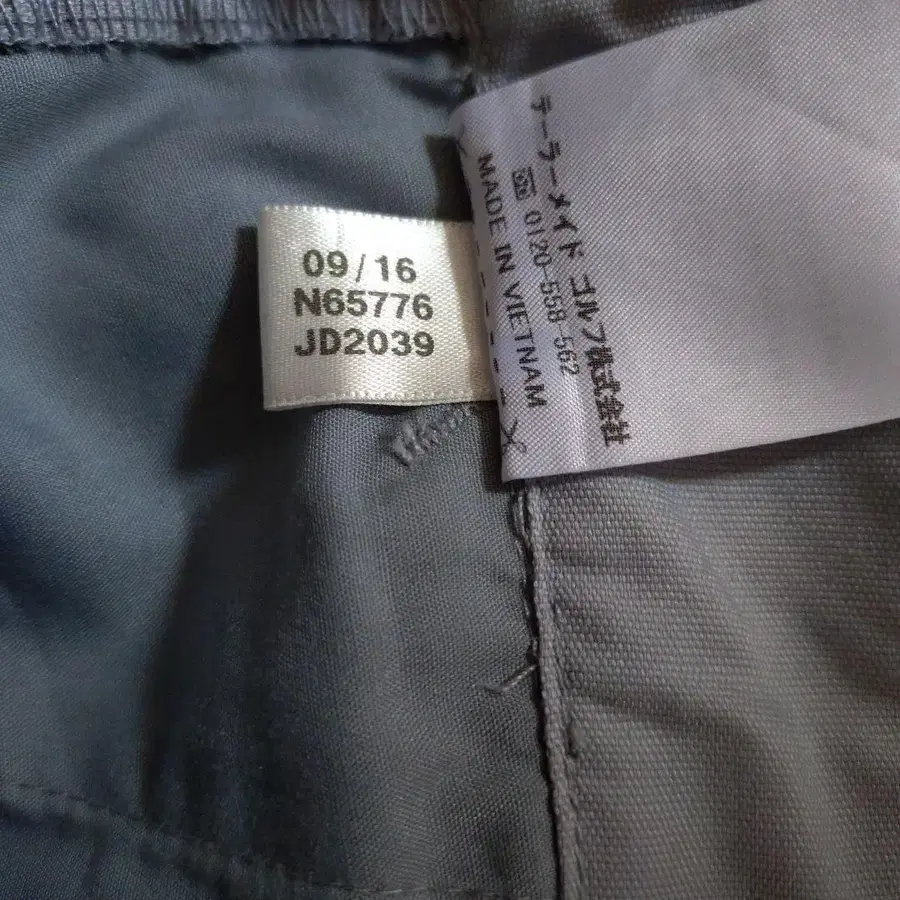 09/16
N65776
JD2039
テーラーメイド ゴルフ株式会社
0120-558-562
MADE IN VIETNAM